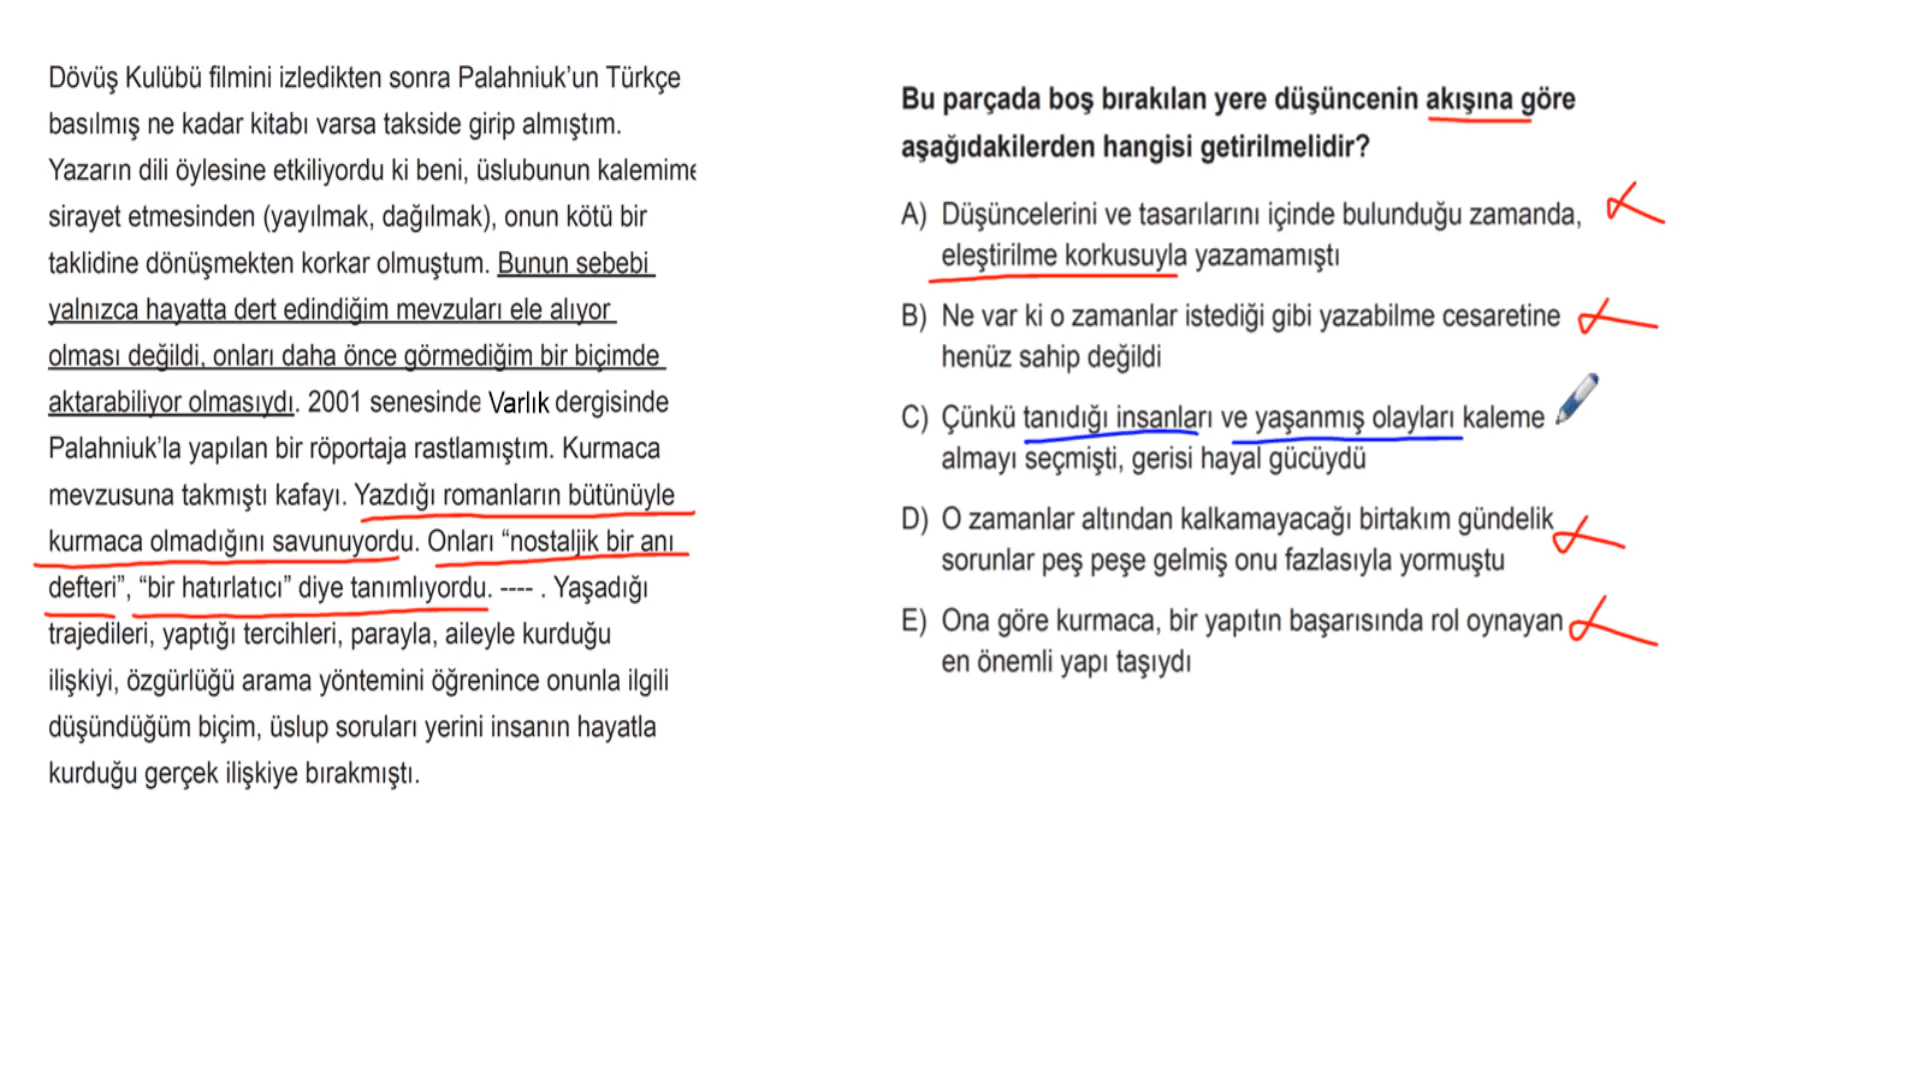 Dövüş Kulübü filmini izledikten sonra Palahniuk’un Türkçe
basılmış ne kadar kitabı varsa takside girip almıştım.
Yazarın dili öylesine etkiliyordu ki beni, üslubunun kalemime
sirayet etmesinden (yayılmak, dağılmak), onun kötü bir
taklidine dönüşmekten korkar olmuştum. Bunun sebebi
yalnızca hayatta dert edindiğim mevzuları ele alıyor
olması değildi, onları daha önce görmediğim bir biçimde
aktarabiliyor olmasıydı. 2001 senesinde Varlık dergisinde
Palahniuk’la yapılan bir röportaja rastlamıştım. Kurmaca
mevzusuna takmıştı kafayı. Yazdığı romanların bütünüyle
kurmaca olmadığını savunuyordu. Onları “nostaljik bir anı
defteri”, “bir hatırlatıcı” diye tanımlıyordu. ---- . Yaşadığı
trajedileri, yaptığı tercihleri, parayla, aileyle kurduğu
ilişkiyi, özgürlüğü arama yöntemini öğrenince onunla ilgili
düşündüğüm biçim, üslup soruları yerini insanın hayatla
kurduğu gerçek ilişkiye bırakmıştı.
Bu parçada boş bırakılan yere düşüncenin akışına göre
aşağıdakilerden hangisi getirilmelidir?
A) Düşüncelerini ve tasarılarını içinde bulunduğu zamanda,
eleştirilme korkusuyla yazamamıştı
B) Ne var ki o zamanlar istediği gibi yazabilme cesaretine
henüz sahip değildi
C) Çünkü tanıdığı insanları ve yaşanmış olayları kaleme
almayı seçmişti, gerisi hayal gücüydü
D) O zamanlar altından kalkamayacağı birtakım gündelik
sorunlar peş peşe gelmiş onu fazlasıyla yormuştu
E) Ona göre kurmaca, bir yapıtın başarısında rol oynayan
en önemli yapı taşıydı